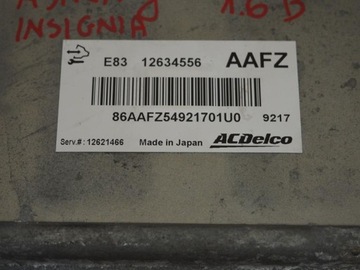 INSIGNIA
1.6 B
E83 12634556 AAFZ
86AAFZ54921701U0 9217
Serv.#: 12621466 Made in Japan ACDelco